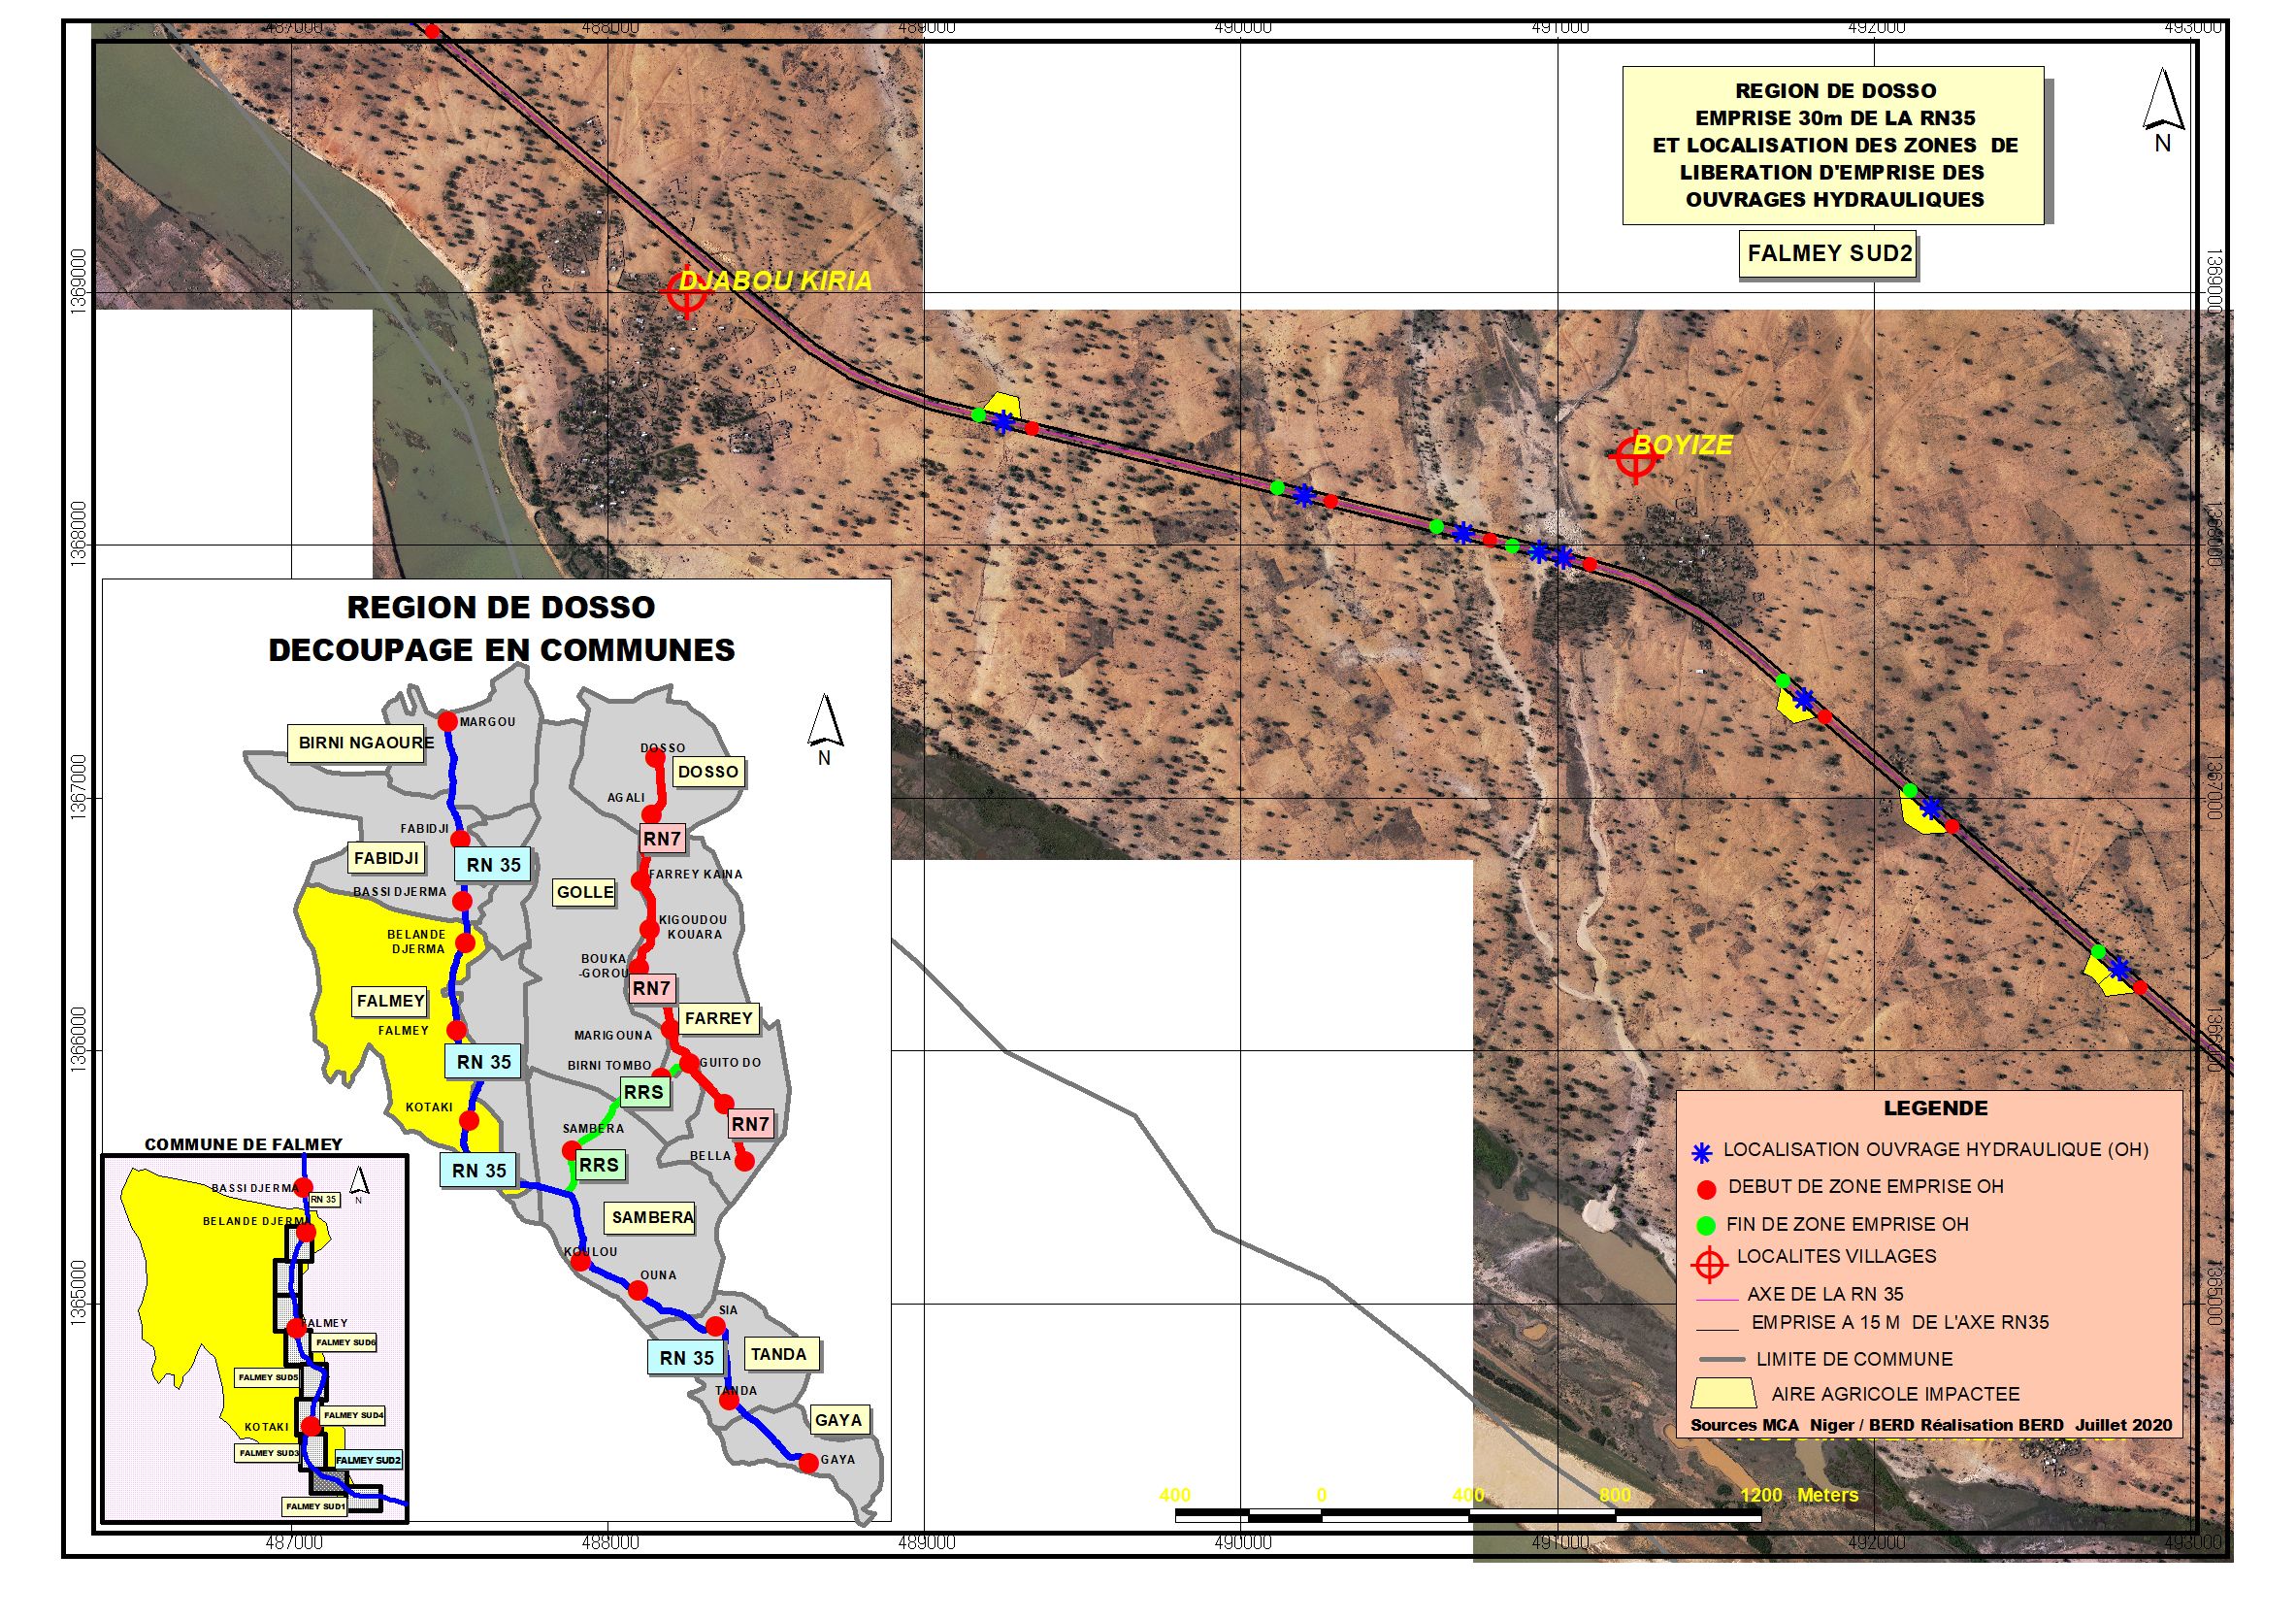 487000 488000 489000 490000 491000 492000 493000
REGION DE DOSSO
EMPRISE 30m DE LA RN35
ET LOCALISATION DES ZONES DE
LIBERATION D'EMPRISE DES
OUVRAGES HYDRAULIQUES
N
FALMEY SUD2
1369000
1369000
DJABOU KIRIA
BOYIZE
1368000
1368000
REGION DE DOSSO
DECOUPAGE EN COMMUNES
N
MARGOU
BIRNI NGAOURE
DOSSO
DOSSO
AGALI
RN7
FABIDJI
FABIDJI
RN 35
FARREY KAINA
BASSI DJERMA
GOLLE
KIGOUDOU
KOUARA
BELANDE
DJERMA
BOUKA
-GOROU
RN7
FALMEY
FALMEY
FARREY
MARIGOUNA
RN 35
BIRNI TOMBO
GUITO DO
RRS
KOTAKI
RN7
SAMBERA
BELLA
RRS
RN 35
SAMBERA
KOULOU
OUNA
SIA
RN 35
TANDA
TANDA
GAYA
GAYA
1367000
1367000
1366000
1366000
1365000
1365000
COMMUNE DE FALMEY
N
BASSI DJERMA
RN 35
BELANDE DJERM
FALMEY
FALMEY SUD6
FALMEY SUD5
FALMEY SUD4
KOTAKI
FALMEY SUD3
FALMEY SUD2
FALMEY SUD1
LEGENDE
LOCALISATION OUVRAGE HYDRAULIQUE (OH)
DEBUT DE ZONE EMPRISE OH
FIN DE ZONE EMPRISE OH
LOCALITES VILLAGES
AXE DE LA RN 35
EMPRISE A 15 M DE L'AXE RN35
LIMITE DE COMMUNE
AIRE AGRICOLE IMPACTEE
Sources MCA Niger / BERD Réalisation BERD Juillet 2020
400 0 400 800 1200 Meters
487000 488000 489000 490000 491000 492000 493000